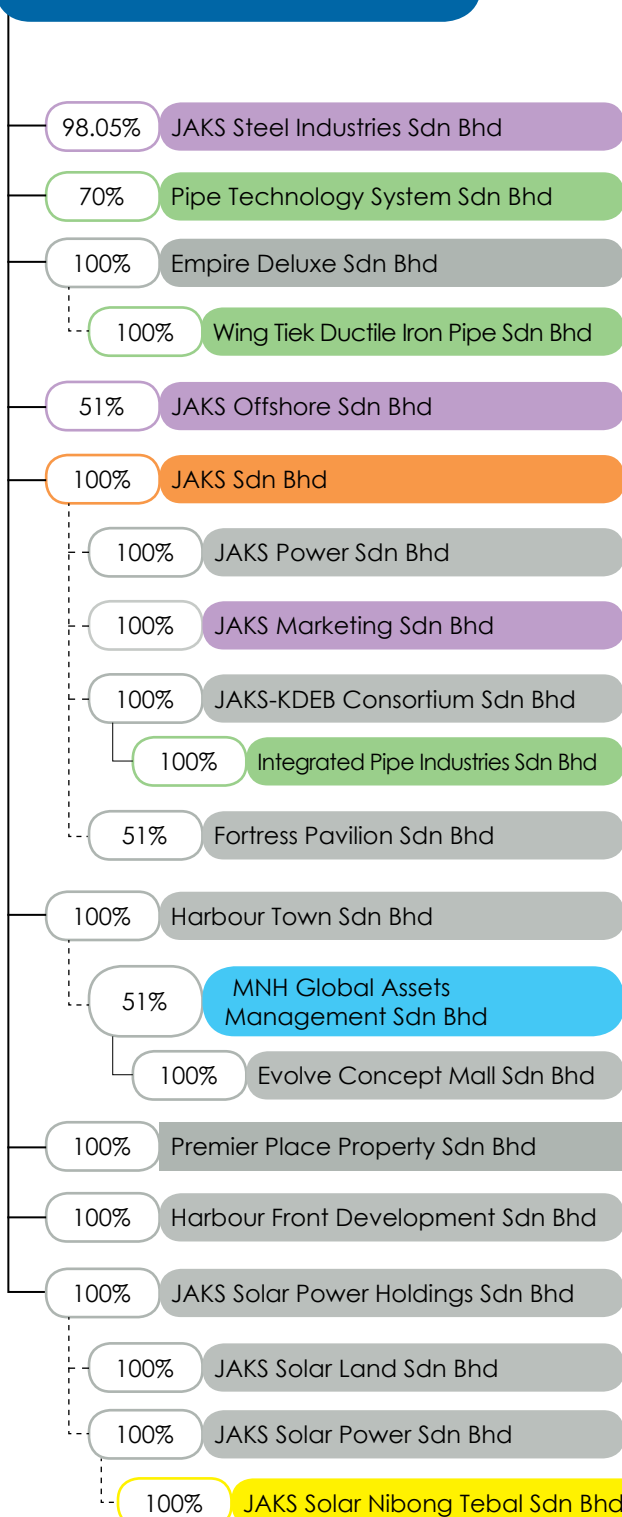 98.05% JAKS Steel Industries Sdn Bhd
70% Pipe Technology System Sdn Bhd
100% Empire Deluxe Sdn Bhd
100% Wing Tiek Ductile Iron Pipe Sdn Bhd
51% JAKS Offshore Sdn Bhd
100% JAKS Sdn Bhd
100% JAKS Power Sdn Bhd
100% JAKS Marketing Sdn Bhd
100% JAKS-KDEB Consortium Sdn Bhd
100% Integrated Pipe Industries Sdn Bhd
51% Fortress Pavilion Sdn Bhd
100% Harbour Town Sdn Bhd
51% MNH Global Assets
Management Sdn Bhd
100% Evolve Concept Mall Sdn Bhd
100% Premier Place Property Sdn Bhd
100% Harbour Front Development Sdn Bhd
100% JAKS Solar Power Holdings Sdn Bhd
100% JAKS Solar Land Sdn Bhd
100% JAKS Solar Power Sdn Bhd
100% JAKS Solar Nibong Tebal Sdn Bhd